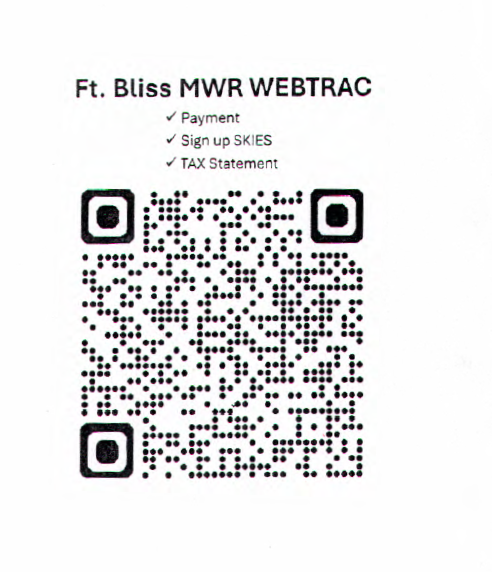 Ft. Bliss MWR WEBTRAC
✓ Payment
✓ Sign up SKIES
✓ TAX Statement